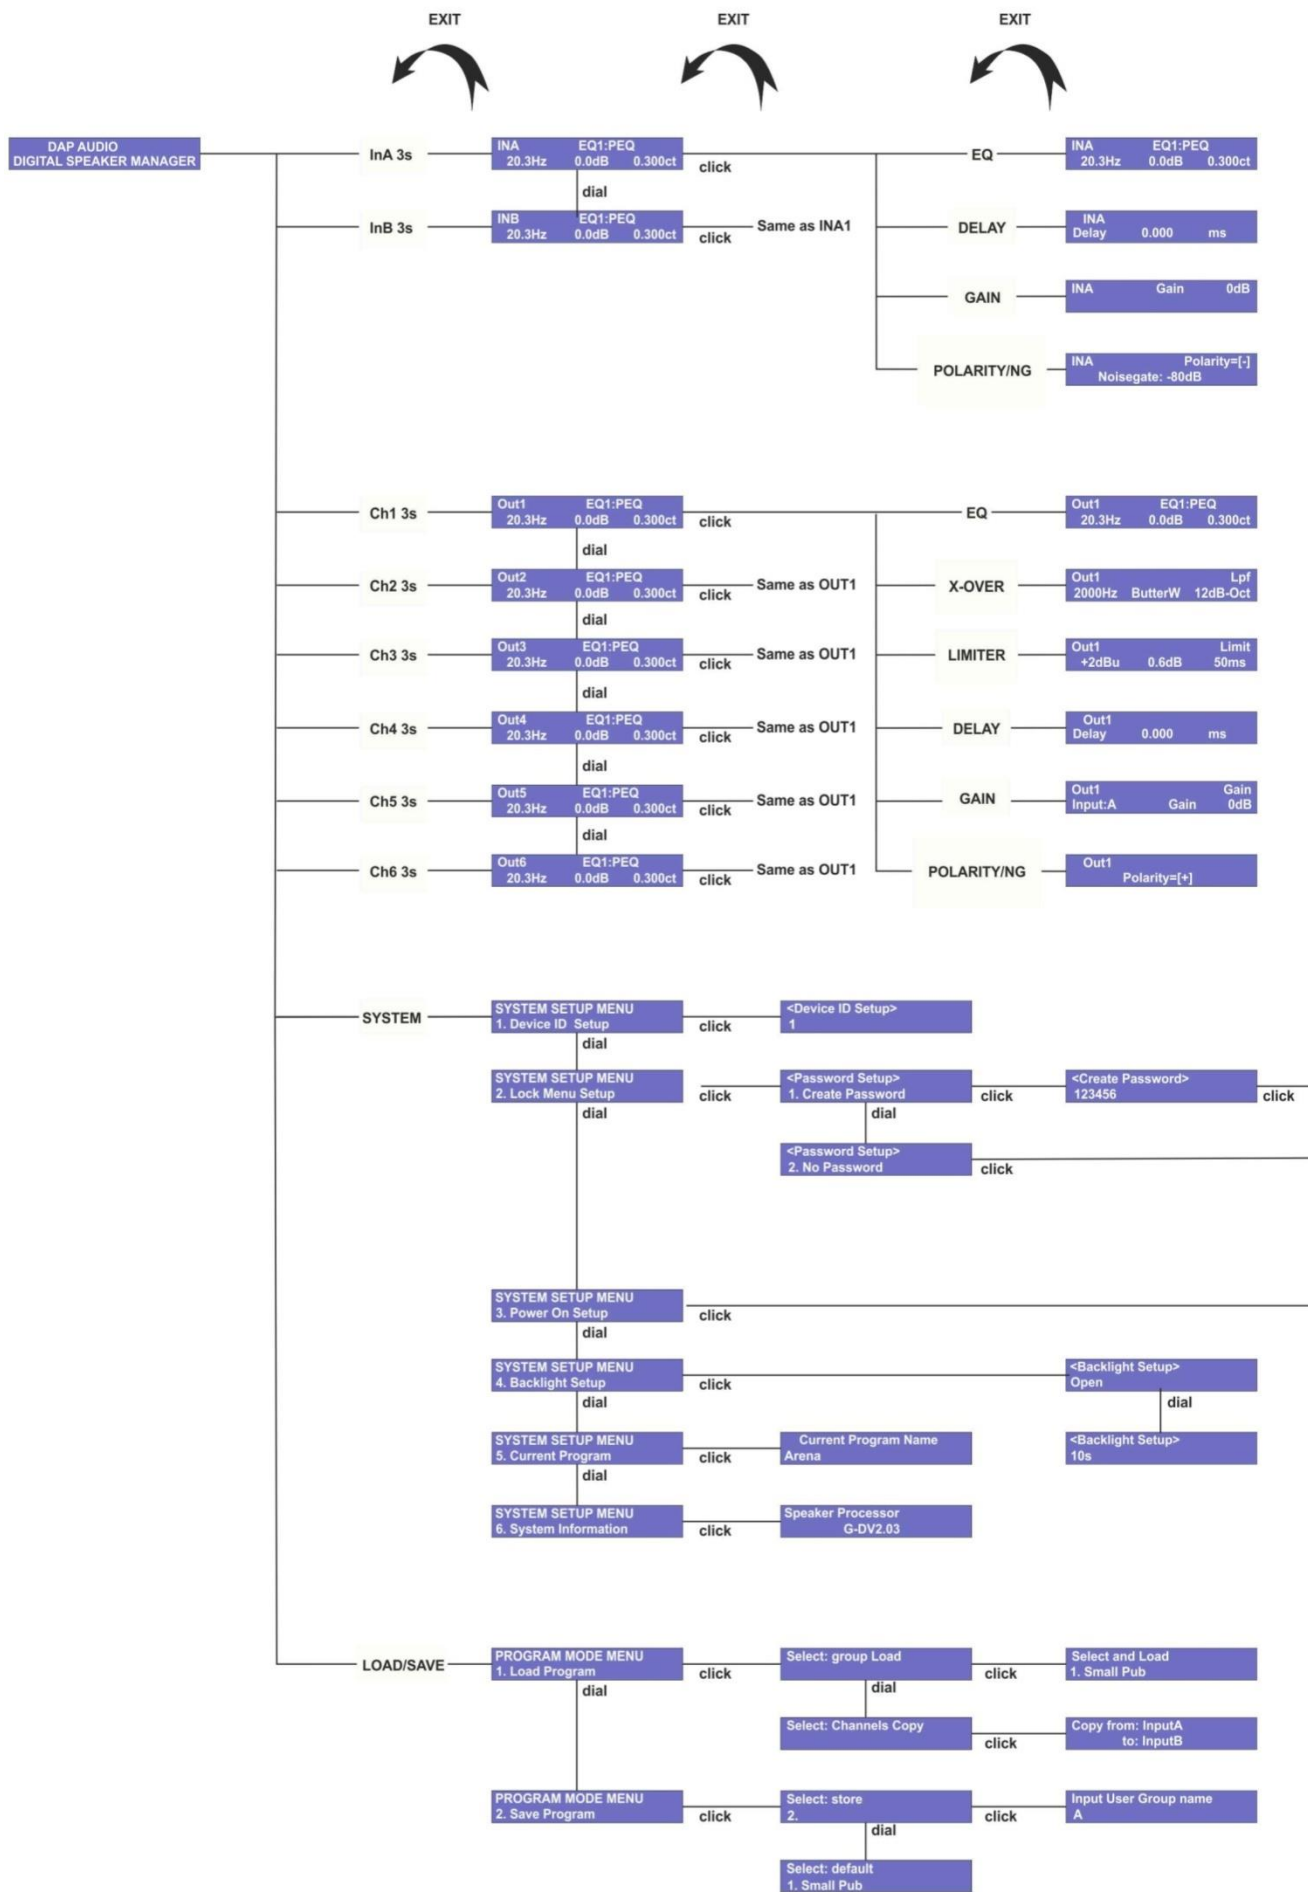 EXIT EXIT EXIT
DAP AUDIO
DIGITAL SPEAKER MANAGER
InA 3s
INA EQ1:PEQ
20.3Hz 0.0dB 0.300ct
click
EQ
INA EQ1:PEQ
20.3Hz 0.0dB 0.300ct
dial
InB 3s
INB EQ1:PEQ
20.3Hz 0.0dB 0.300ct
click
Same as INA1
DELAY
INA
Delay 0.000 ms
GAIN
INA Gain 0dB
POLARITY/NG
INA Polarity=[-]
Noisegate: -80dB
Ch1 3s
Out1 EQ1:PEQ
20.3Hz 0.0dB 0.300ct
click
EQ
Out1 EQ1:PEQ
20.3Hz 0.0dB 0.300ct
dial
Ch2 3s
Out2 EQ1:PEQ
20.3Hz 0.0dB 0.300ct
click
Same as OUT1
X-OVER
Out1 Lpf
2000Hz ButterW 12dB-Oct
dial
Ch3 3s
Out3 EQ1:PEQ
20.3Hz 0.0dB 0.300ct
click
Same as OUT1
LIMITER
Out1 Limit
+2dBu 0.6dB 50ms
dial
Ch4 3s
Out4 EQ1:PEQ
20.3Hz 0.0dB 0.300ct
click
Same as OUT1
DELAY
Out1
Delay 0.000 ms
dial
Ch5 3s
Out5 EQ1:PEQ
20.3Hz 0.0dB 0.300ct
click
Same as OUT1
GAIN
Out1 Gain
Input:A Gain 0dB
dial
Ch6 3s
Out6 EQ1:PEQ
20.3Hz 0.0dB 0.300ct
click
Same as OUT1
POLARITY/NG
Out1
Polarity=[+]
SYSTEM
SYSTEM SETUP MENU
1. Device ID Setup
click
<Device ID Setup>
1
dial
SYSTEM SETUP MENU
2. Lock Menu Setup
click
<Password Setup>
1. Create Password
click
<Create Password>
123456
click
dial
dial
<Password Setup>
2. No Password
click
SYSTEM SETUP MENU
3. Power On Setup
click
dial
SYSTEM SETUP MENU
4. Backlight Setup
click
<Backlight Setup>
Open
dial
dial
SYSTEM SETUP MENU
5. Current Program
click
Current Program Name
Arena
<Backlight Setup>
10s
dial
SYSTEM SETUP MENU
6. System Information
click
Speaker Processor
G-DV2.03
LOAD/SAVE
PROGRAM MODE MENU
1. Load Program
click
Select: group Load
click
Select and Load
1. Small Pub
dial
dial
Select: Channels Copy
click
Copy from: InputA
to: InputB
PROGRAM MODE MENU
2. Save Program
click
Select: store
2.
click
Input User Group name
A
dial
Select: default
1. Small Pub